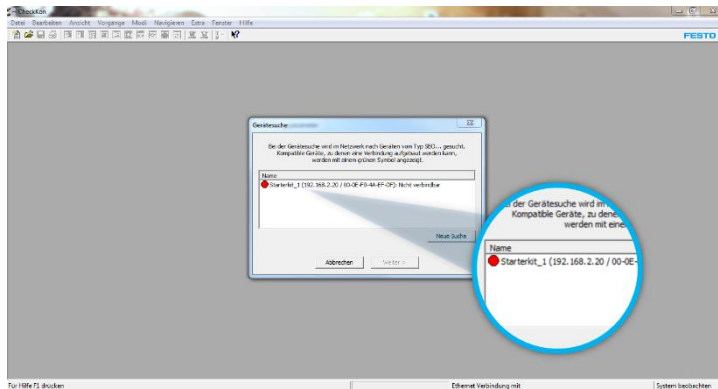 CheckKon
Datei Bearbeiten Ansicht Vorgänge Modi Navigieren Extra Fenster Hilfe
FESTO
Gerätesuche
Bei der Gerätesuche wird im Netzwerk nach Geräten vom Typ SBO... gesucht.
Kompatible Geräte, zu denen eine Verbindung aufgebaut werden kann,
werden mit einem grünen Symbol angezeigt.
Name
Starterkit_1 (192.168.2.20 / 00-0E-F0-4A-EF-DF): Nicht verbindbar
Neue Suche
Abbrechen
Weiter >
der Gerätesuche wird im
Kompatible Geräte, zu dene
werden mit eine
Name
Starterkit_1 (192.168.2.20 / 00-0E-
Für Hilfe F1 drücken
Ethernet Verbindung mit
System beobachten